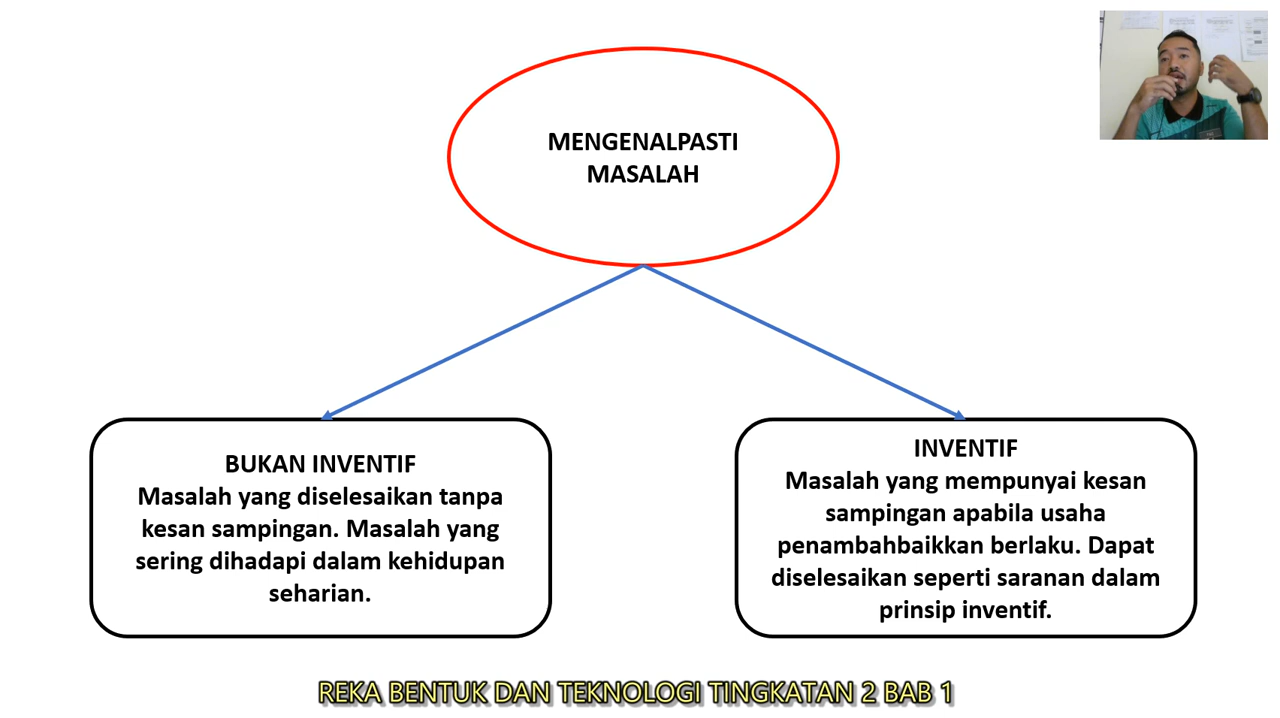 MENGENALPASTI
MASALAH
BUKAN INVENTIF
Masalah yang diselesaikan tanpa
kesan sampingan. Masalah yang
sering dihadapi dalam kehidupan
seharian.
INVENTIF
Masalah yang mempunyai kesan
sampingan apabila usaha
penambahbaikkan berlaku. Dapat
diselesaikan seperti saranan dalam
prinsip inventif.
REKA BENTUK DAN TEKNOLOGI TINGKATAN 2 BAB 1